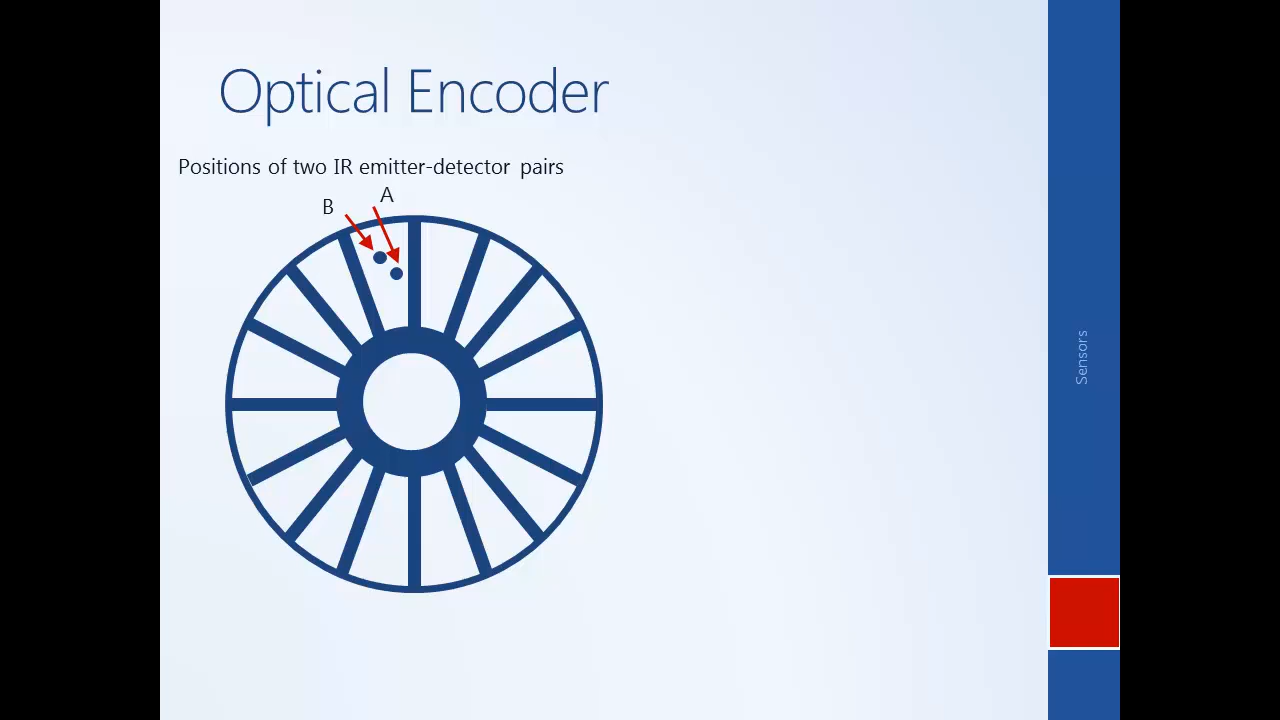 Optical Encoder
Positions of two IR emitter-detector pairs
A
B
Sensors